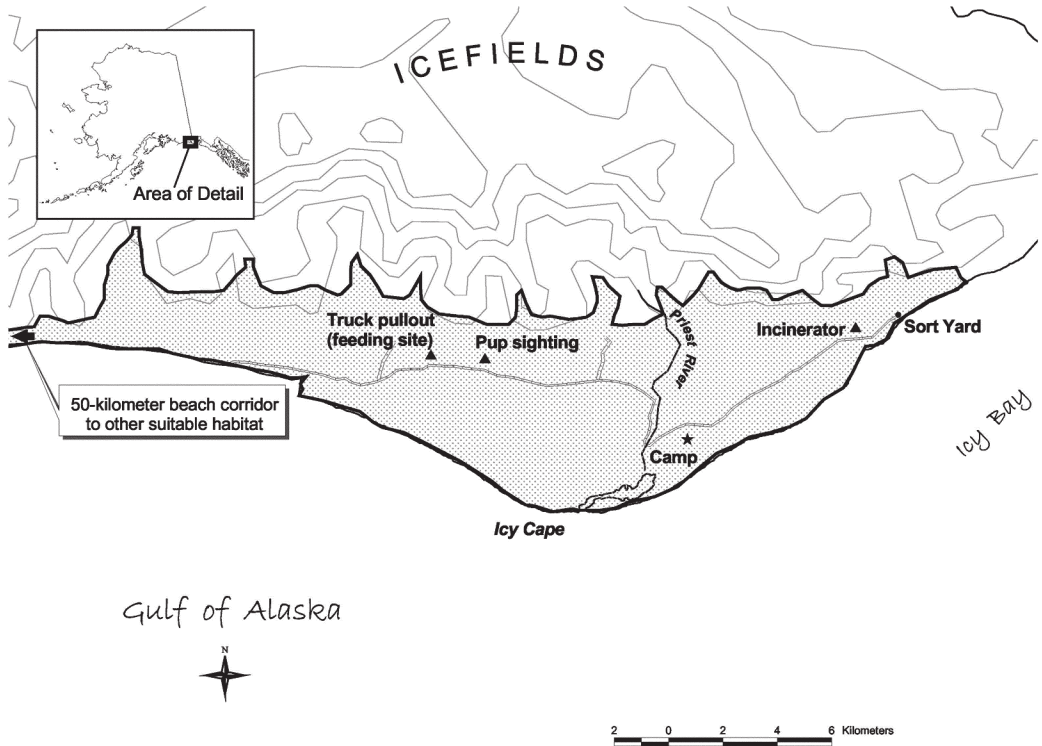 ICEFIELDS
Area of Detail
Truck pullout
(feeding site)
Pup sighting
Priest River
Incinerator
Sort Yard
50-kilometer beach corridor
to other suitable habitat
Camp
Icy Bay
Icy Cape
Gulf of Alaska
N
2 0 2 4 6 Kilometers